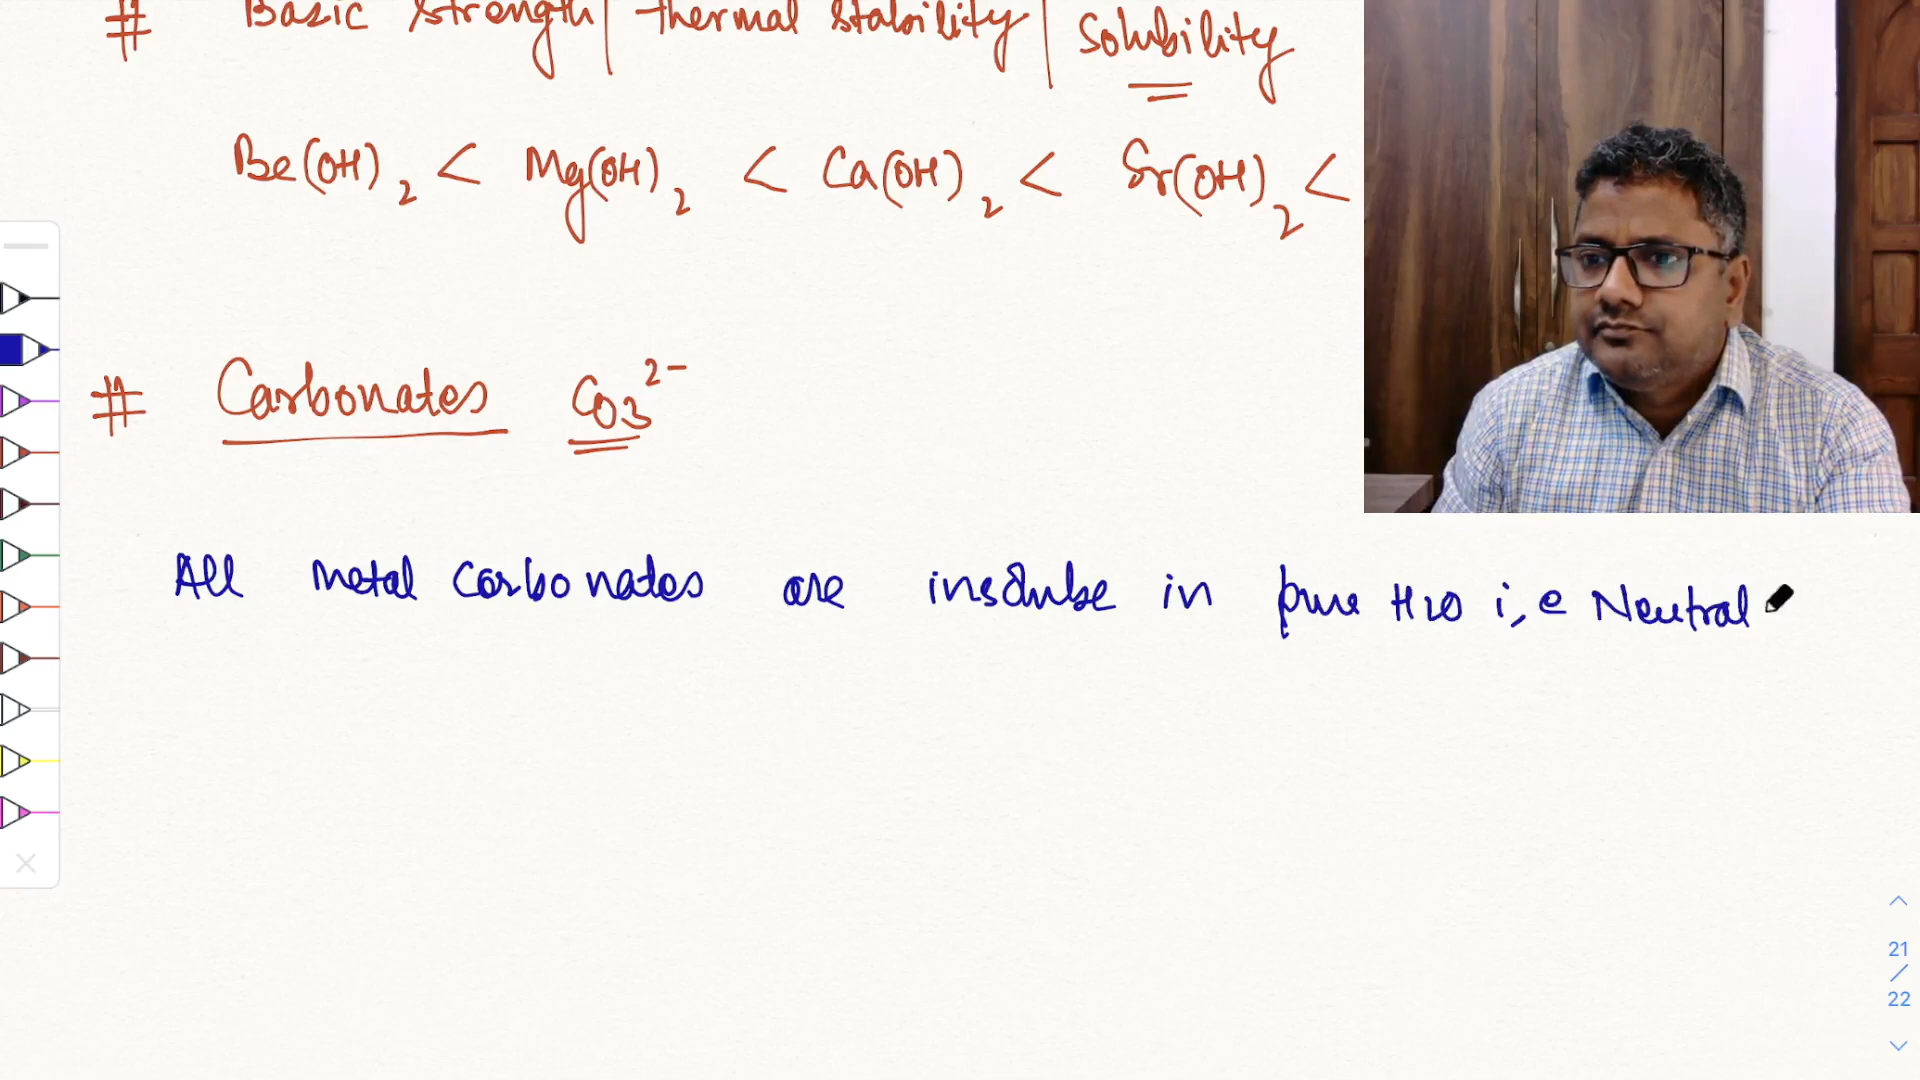 # Basic strength | thermal stability | Solubility
Be(OH)2 < Mg(OH)2 < Ca(OH)2 < Sr(OH)2 <
# Carbonates CO3 2-
All metal carbonates are insolube in pure H2O i,e Neutral
21
/
22